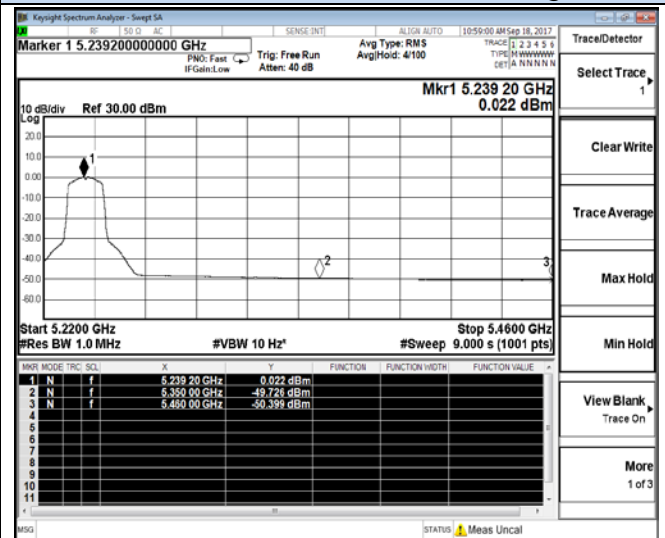 Keysight Spectrum Analyzer - Swept SA
RF 50 Ω AC SENSE:INT ALIGN AUTO 10:59:00 AM Sep 18, 2017
Marker 1 5.239200000000 GHz
PNO: Fast
IFGain:Low
Trig: Free Run
Atten: 40 dB
Avg Type: RMS
Avg|Hold: 4/100
TRACE 1 2 3 4 5 6
TYPE M WWWWW
DET A N N N N N
Mkr1 5.239 20 GHz
0.022 dBm
10 dB/div Ref 30.00 dBm
Log
20.0
10.0
0.00
-10.0
-20.0
-30.0
-40.0
-50.0
-60.0
1
2
3
Start 5.2200 GHz Stop 5.4600 GHz
#Res BW 1.0 MHz #VBW 10 Hz* #Sweep 9.000 s (1001 pts)
MKR MODE TRC SCL X Y FUNCTION FUNCTION WIDTH FUNCTION VALUE
1 N f 5.239 20 GHz 0.022 dBm
2 N f 5.350 00 GHz -49.726 dBm
3 N f 5.460 00 GHz -50.399 dBm
4
5
6
7
8
9
10
11
MSG STATUS Meas Uncal
Trace/Detector
Select Trace
1
Clear Write
Trace Average
Max Hold
Min Hold
View Blank
Trace On
More
1 of 3